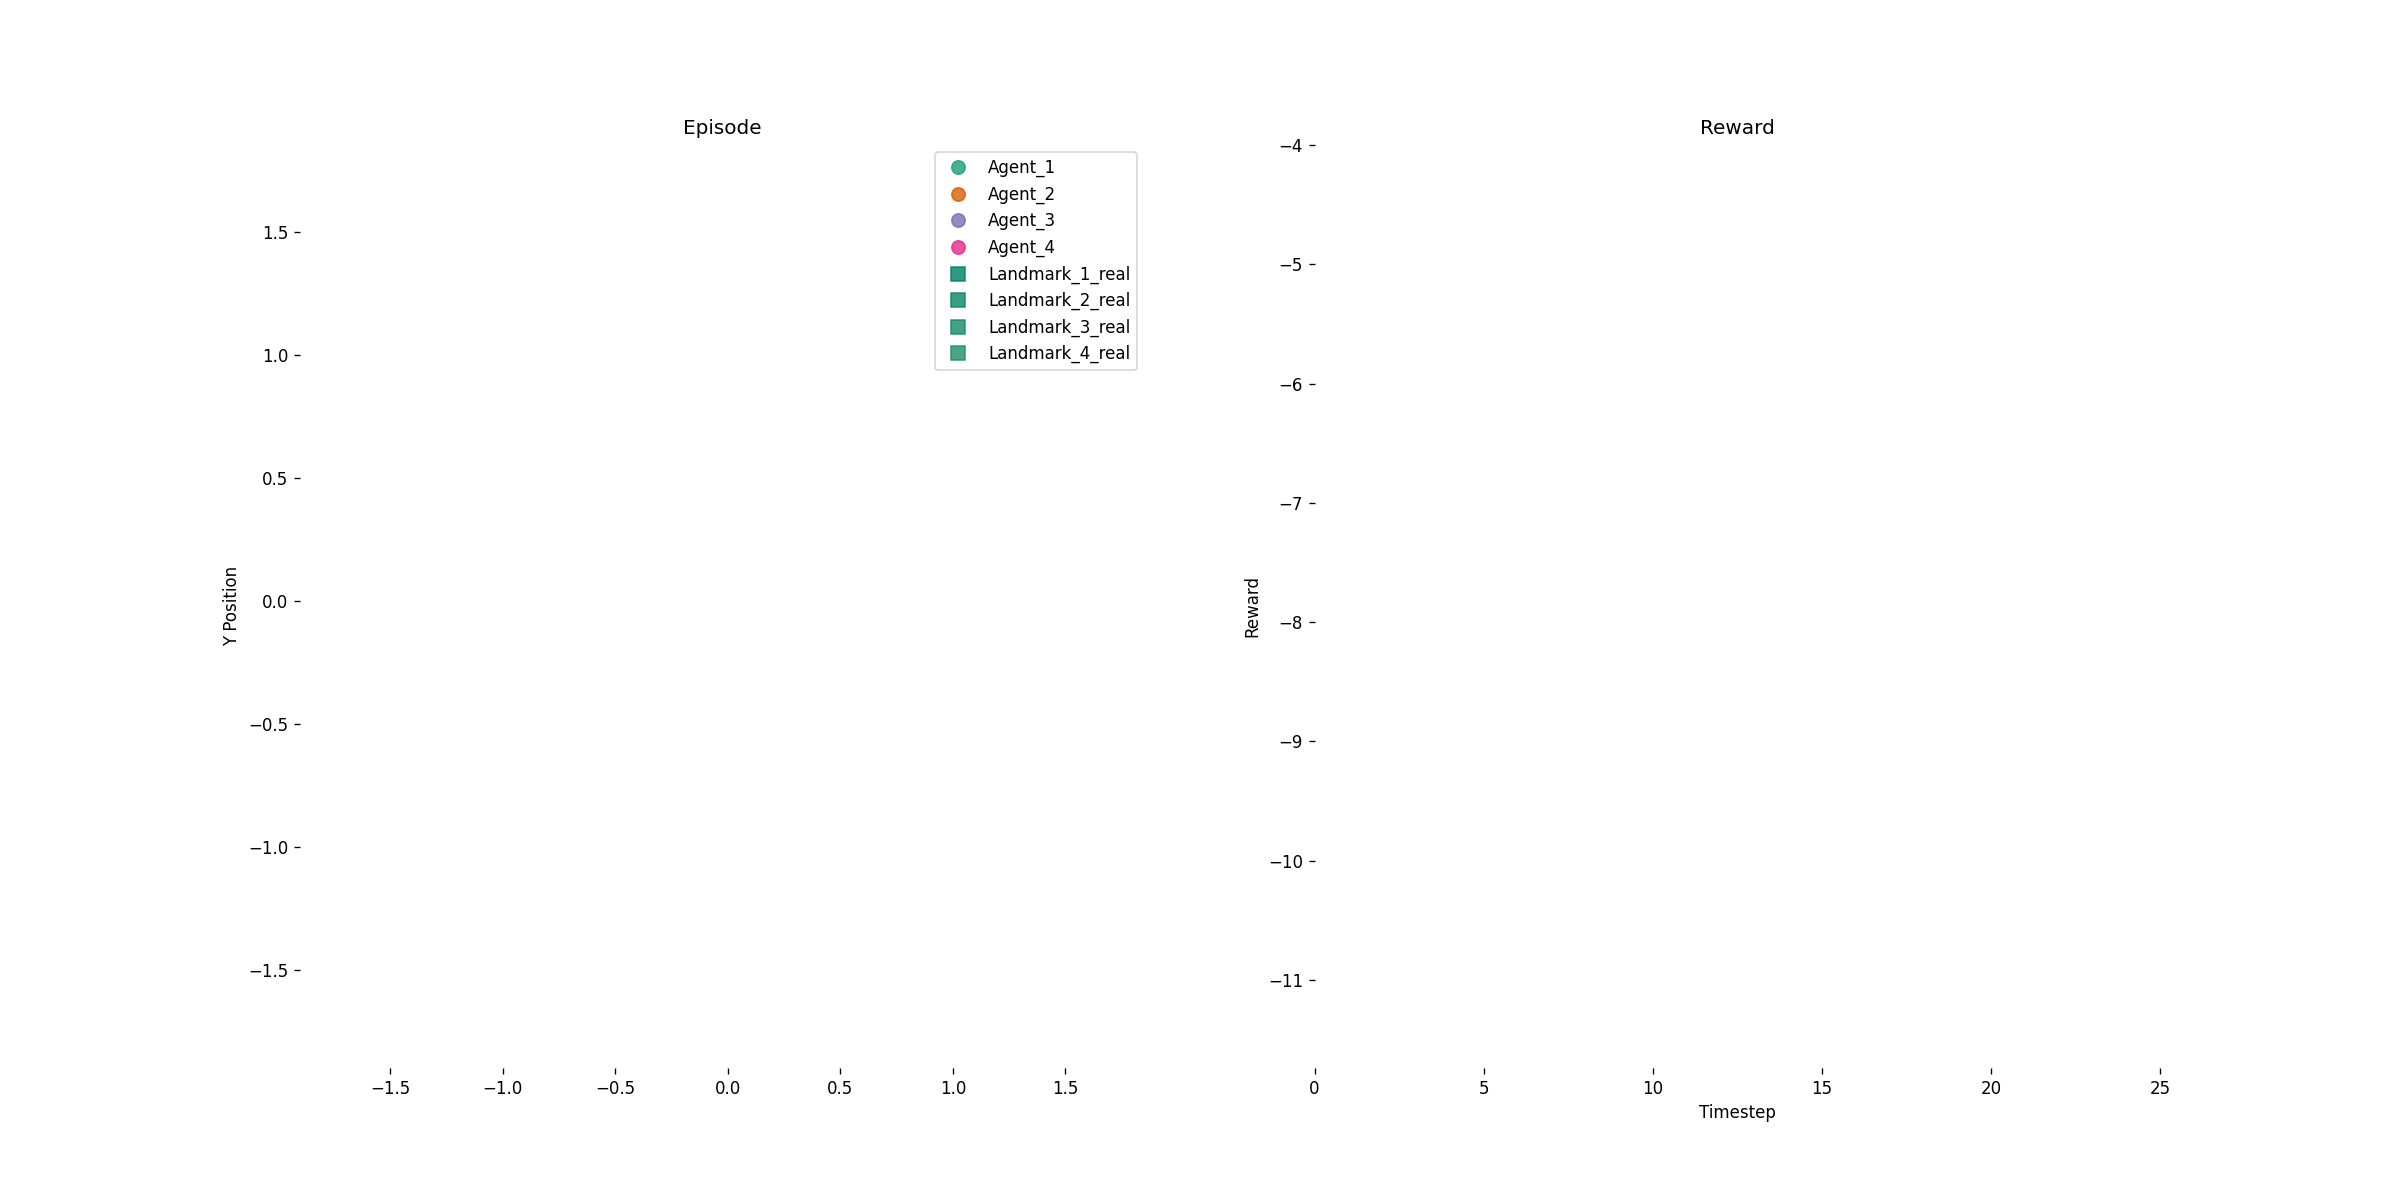 Episode
Agent_1
Agent_2
Agent_3
Agent_4
Landmark_1_real
Landmark_2_real
Landmark_3_real
Landmark_4_real
1.5
1.0
0.5
0.0
−0.5
−1.0
−1.5
Y Position
−1.5
−1.0
−0.5
0.0
0.5
1.0
1.5
Reward
−4
−5
−6
−7
−8
−9
−10
−11
Reward
0
5
10
15
20
25
Timestep